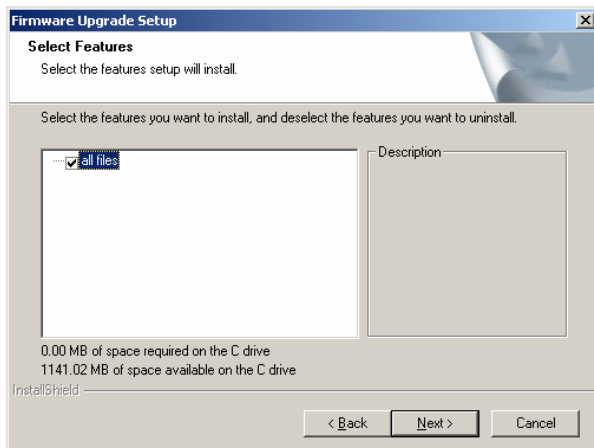 Firmware Upgrade Setup
Select Features
Select the features setup will install.
Select the features you want to install, and deselect the features you want to uninstall.
all files
Description
0.00 MB of space required on the C drive
1141.02 MB of space available on the C drive
InstallShield
< Back
Next >
Cancel